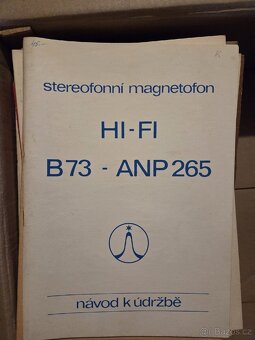 stereofonní magnetofon
HI-FI
B73 - ANP 265
návod k údržbě